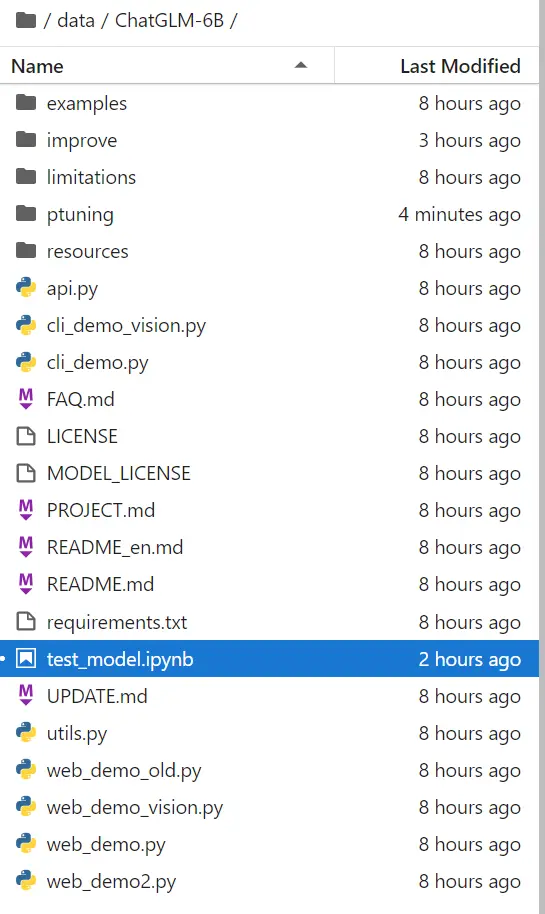 / data / ChatGLM-6B /
Name Last Modified
examples 8 hours ago
improve 3 hours ago
limitations 8 hours ago
ptuning 4 minutes ago
resources 8 hours ago
api.py 8 hours ago
cli_demo_vision.py 8 hours ago
cli_demo.py 8 hours ago
FAQ.md 8 hours ago
LICENSE 8 hours ago
MODEL_LICENSE 8 hours ago
PROJECT.md 8 hours ago
README_en.md 8 hours ago
README.md 8 hours ago
requirements.txt 8 hours ago
test_model.ipynb 2 hours ago
UPDATE.md 8 hours ago
utils.py 8 hours ago
web_demo_old.py 8 hours ago
web_demo_vision.py 8 hours ago
web_demo.py 8 hours ago
web_demo2.py 8 hours ago